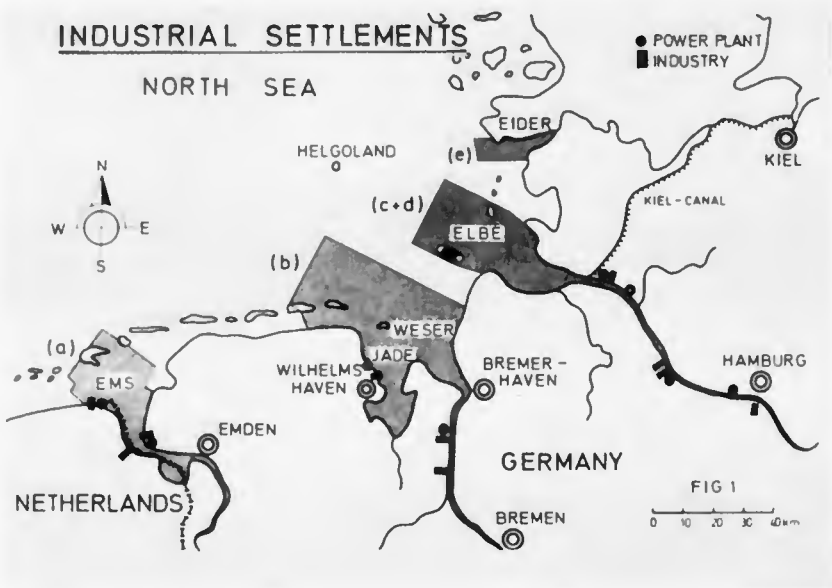 INDUSTRIAL SETTLEMENTS
NORTH SEA
POWER PLANT
INDUSTRY
EIDER
(e)
HELGOLAND
KIEL
N
W E
S
(c+d)
KIEL-CANAL
ELBE
(b)
WESER
(a)
JADE
EMS
WILHELMS
HAVEN
BREMER-
HAVEN
HAMBURG
EMDEN
GERMANY
NETHERLANDS
FIG 1
BREMEN
0 10 20 30 40 km